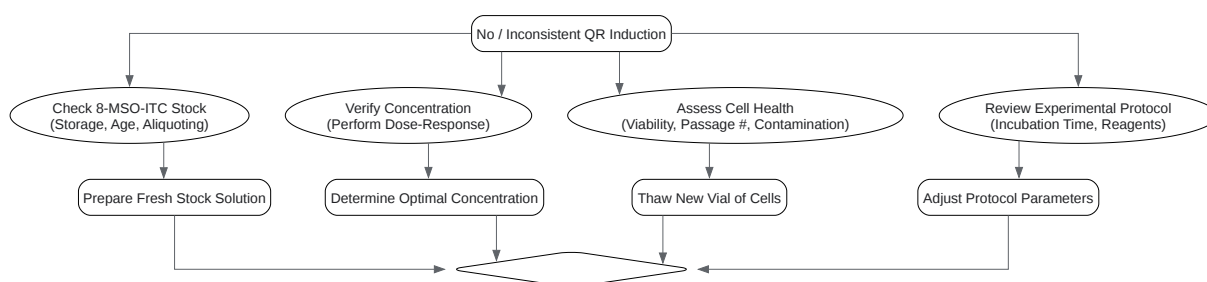 No / Inconsistent QR Induction
Check 8-MSO-ITC Stock
(Storage, Age, Aliquoting)
Verify Concentration
(Perform Dose-Response)
Assess Cell Health
(Viability, Passage #, Contamination)
Review Experimental Protocol
(Incubation Time, Reagents)
Prepare Fresh Stock Solution
Determine Optimal Concentration
Thaw New Vial of Cells
Adjust Protocol Parameters